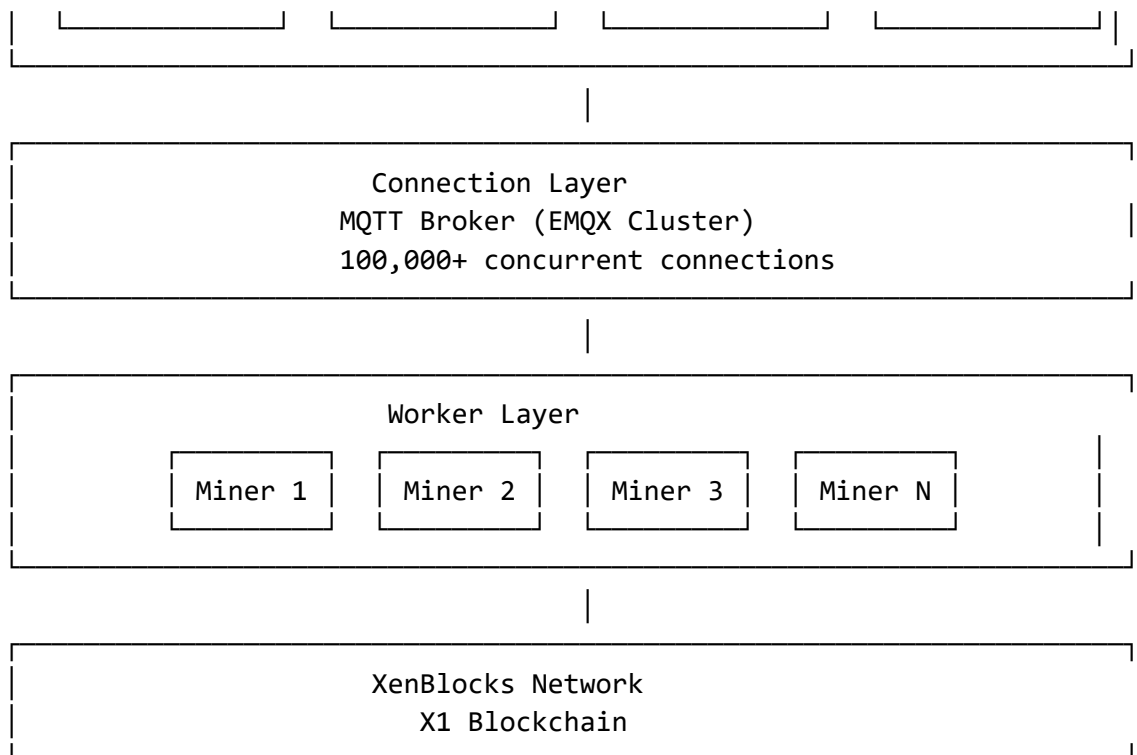 Connection Layer
MQTT Broker (EMQX Cluster)
100,000+ concurrent connections
Worker Layer
Miner 1 Miner 2 Miner 3 Miner N
XenBlocks Network
X1 Blockchain